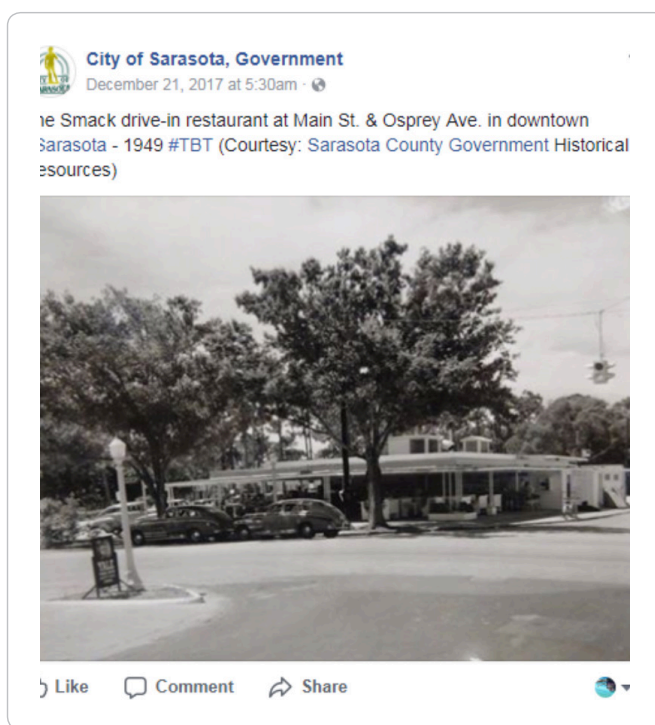 City of Sarasota, Government
December 21, 2017 at 5:30am ·
he Smack drive-in restaurant at Main St. & Osprey Ave. in downtown
Sarasota - 1949 #TBT (Courtesy: Sarasota County Government Historical
esources)
Like Comment Share